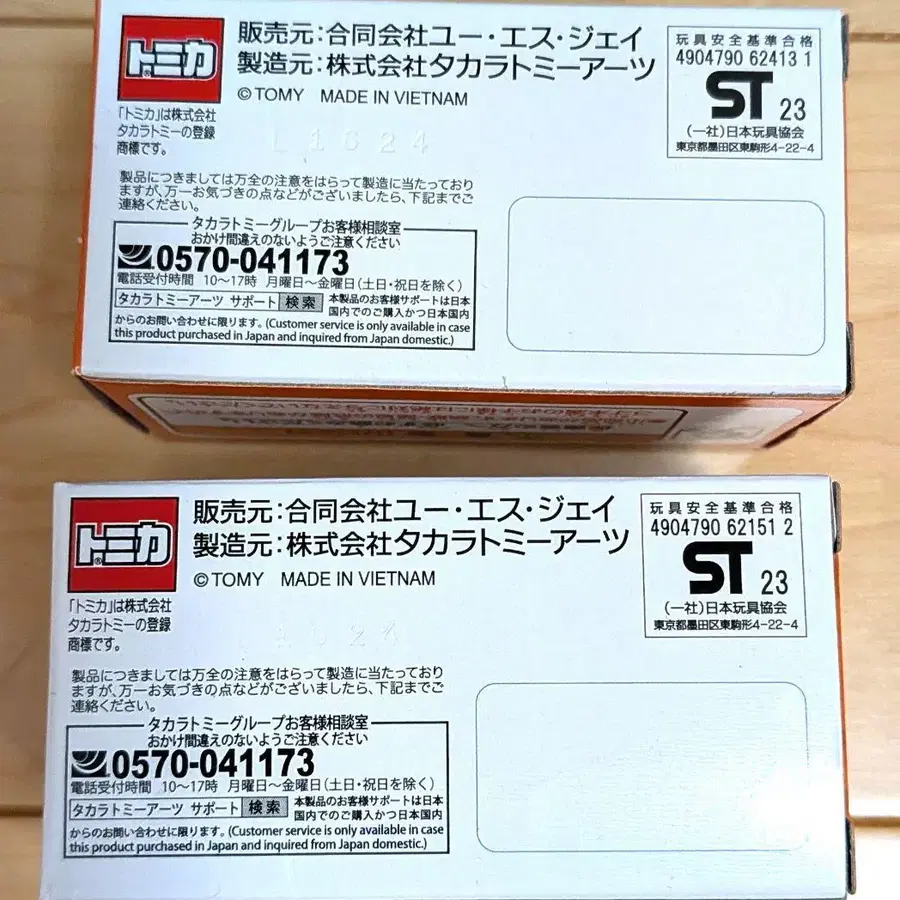 トミカ
販売元:合同会社ユー・エス・ジェイ
製造元:株式会社タカラトミーアーツ
©TOMY MADE IN VIETNAM
「トミカ」は株式会社
タカラトミーの登録
商標です。
玩具安全基準合格
4904790 62413 1
ST 23
(一社)日本玩具協会
東京都墨田区東駒形4-22-4
製品につきましては万全の注意をはらって製造に当たっており
ますが、万一お気づきの点などがございましたら、下記までご
連絡ください。
タカラトミーグループお客様相談室
おかけ間違えのないようご注意ください
0570-041173
電話受付時間 10〜17時 月曜日〜金曜日(土日・祝日を除く)
タカラトミーアーツ サポート 検索
本製品のお客様サポートは日本
国内でのご購入かつ日本国内
からのお問い合わせに限ります。(Customer service is only available in case
this product purchased in Japan and inquired from Japan domestic.)
トミカ
販売元:合同会社ユー・エス・ジェイ
製造元:株式会社タカラトミーアーツ
©TOMY MADE IN VIETNAM
「トミカ」は株式会社
タカラトミーの登録
商標です。
玩具安全基準合格
4904790 62151 2
ST 23
(一社)日本玩具協会
東京都墨田区東駒形4-22-4
製品につきましては万全の注意をはらって製造に当たっており
ますが、万一お気づきの点などがございましたら、下記までご
連絡ください。
タカラトミーグループお客様相談室
おかけ間違えのないようご注意ください
0570-041173
電話受付時間 10〜17時 月曜日〜金曜日(土日・祝日を除く)
タカラトミーアーツ サポート 検索
本製品のお客様サポートは日本
国内でのご購入かつ日本国内
からのお問い合わせに限ります。(Customer service is only available in case
this product purchased in Japan and inquired from Japan domestic.)